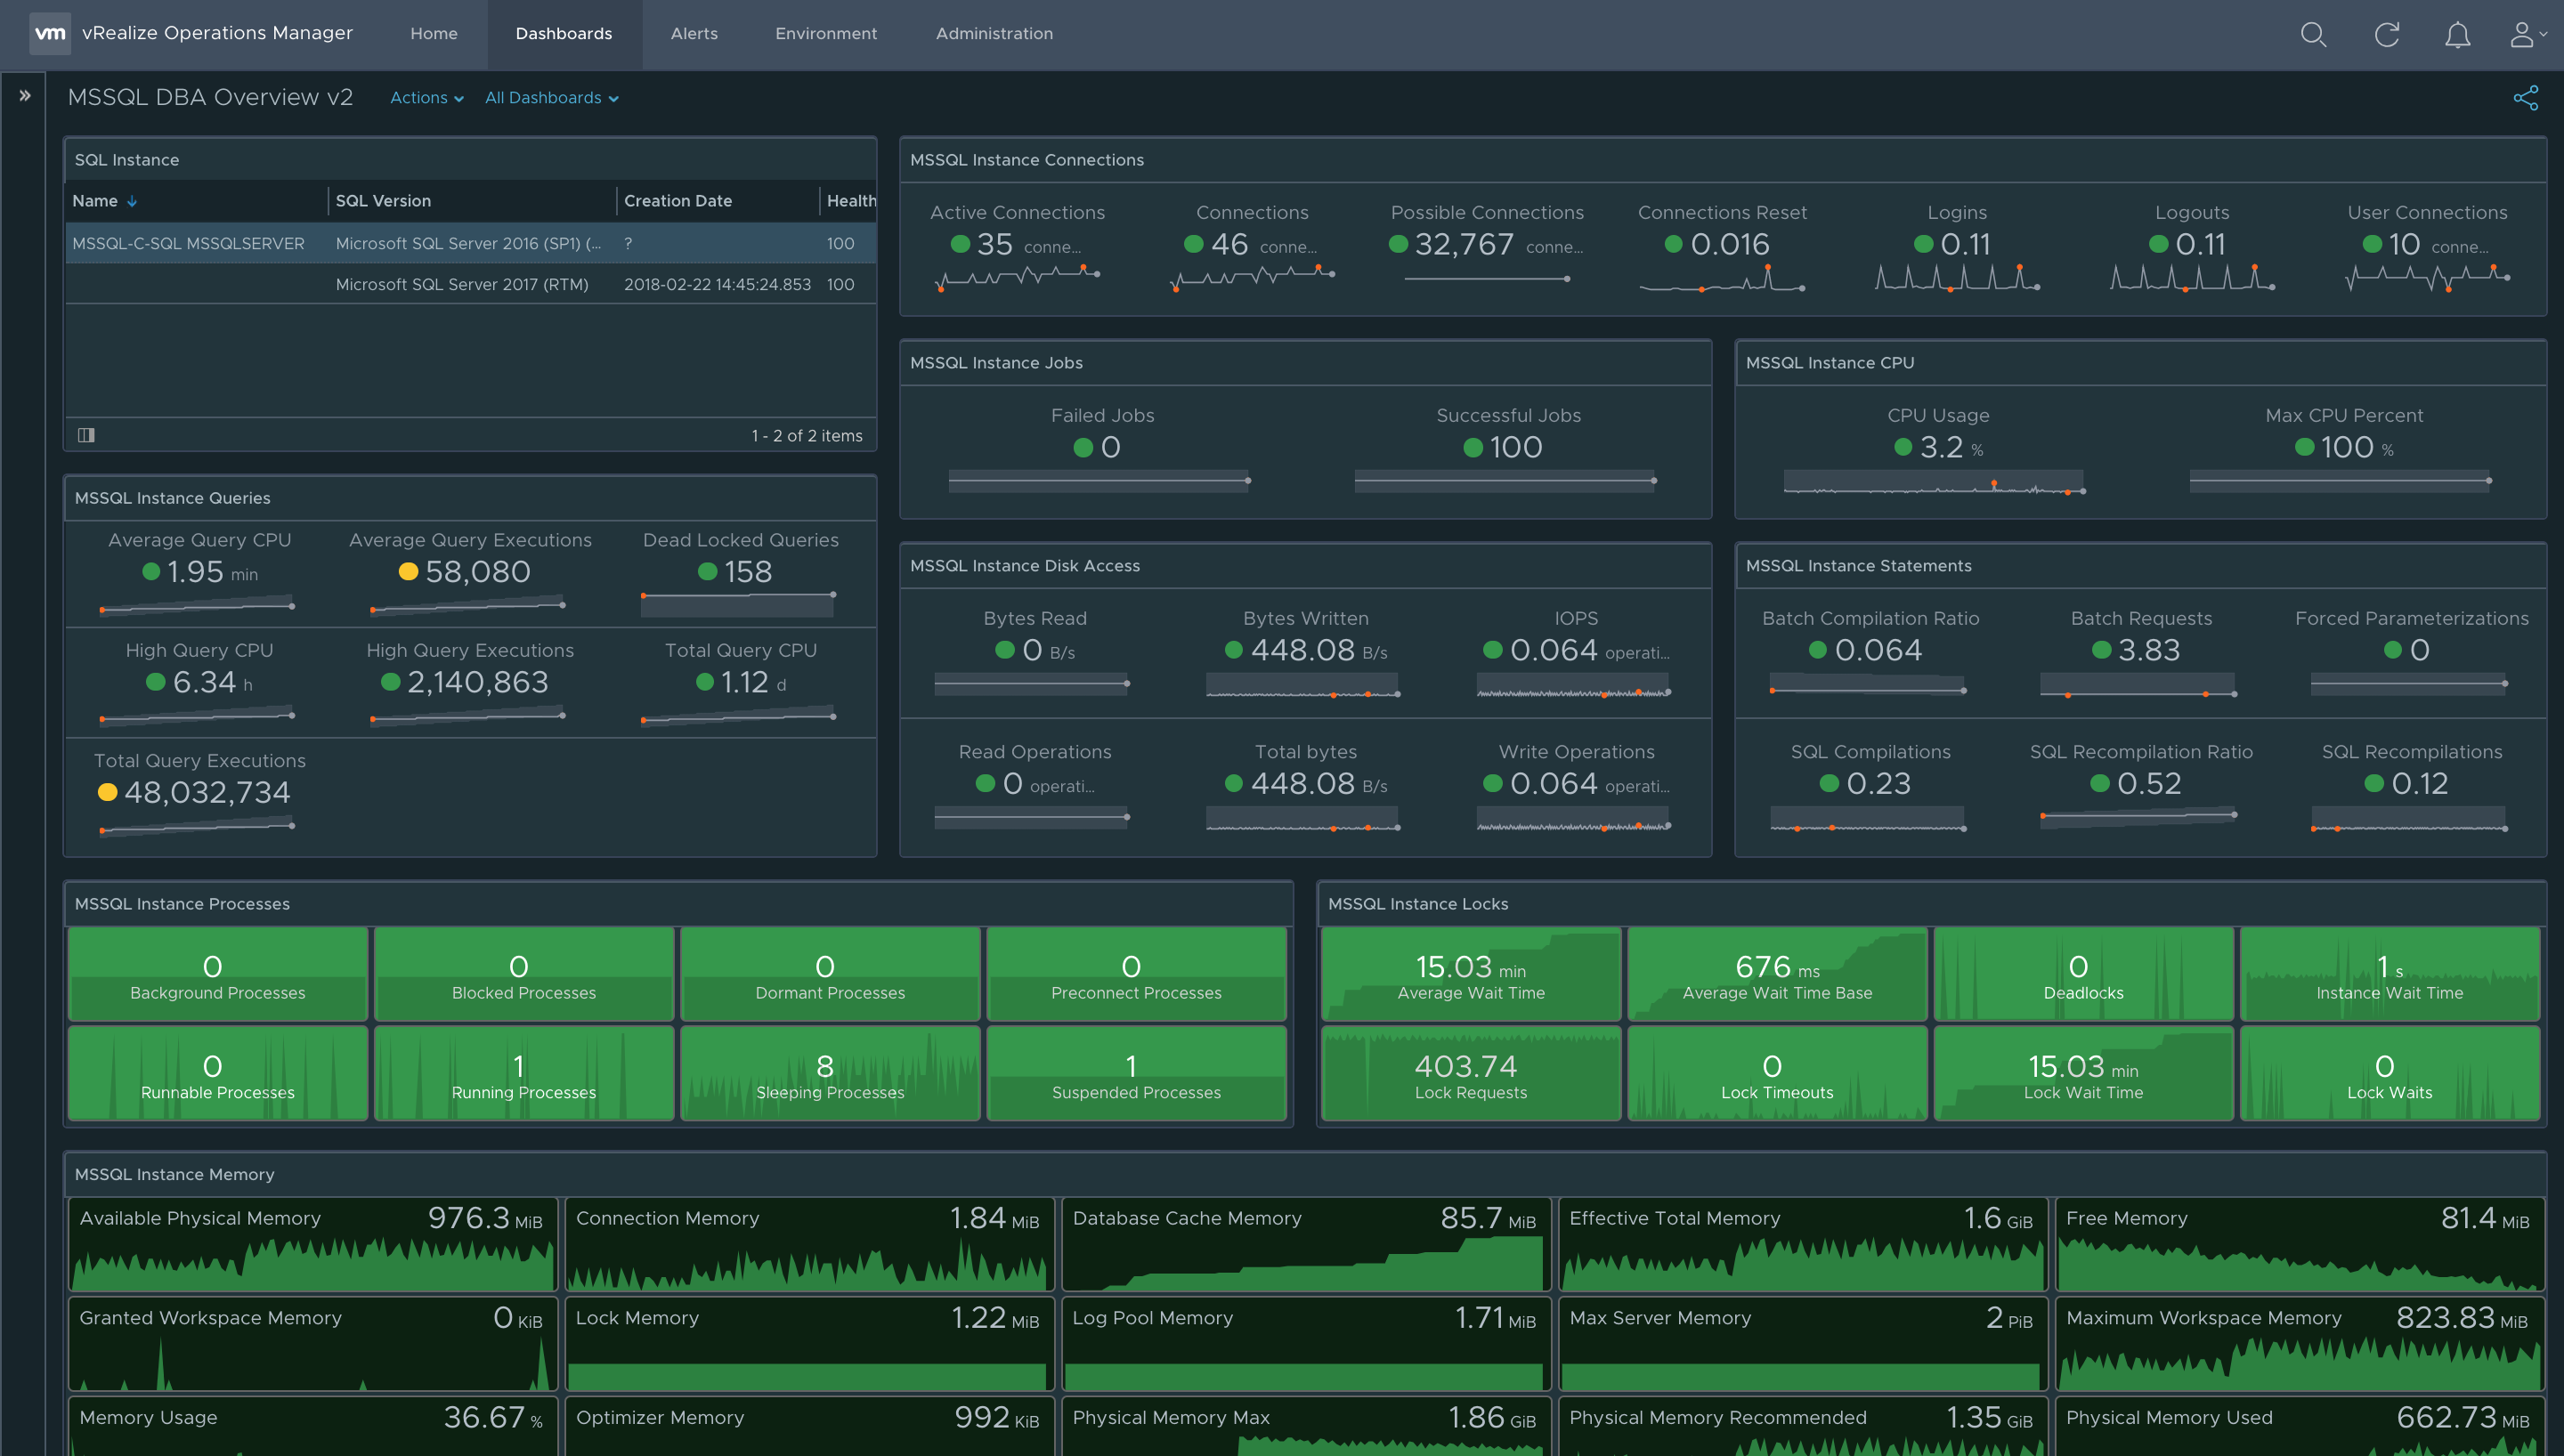 vm vRealize Operations Manager Home Dashboards Alerts Environment Administration
MSSQL DBA Overview v2 Actions All Dashboards
SQL Instance
Name SQL Version Creation Date Health
MSSQL-C-SQL MSSQLSERVER Microsoft SQL Server 2016 (SP1) (... ? 100
Microsoft SQL Server 2017 (RTM) 2018-02-22 14:45:24.853 100
1 - 2 of 2 items
MSSQL Instance Connections
Active Connections Connections Possible Connections Connections Reset Logins Logouts User Connections
35 conne... 46 conne... 32,767 conne... 0.016 0.11 0.11 10 conne...
MSSQL Instance Jobs
Failed Jobs Successful Jobs
0 100
MSSQL Instance CPU
CPU Usage Max CPU Percent
3.2 % 100 %
MSSQL Instance Queries
Average Query CPU Average Query Executions Dead Locked Queries
1.95 min 58,080 158
High Query CPU High Query Executions Total Query CPU
6.34 h 2,140,863 1.12 d
Total Query Executions
48,032,734
MSSQL Instance Disk Access
Bytes Read Bytes Written IOPS
0 B/s 448.08 B/s 0.064 operati...
Read Operations Total bytes Write Operations
0 operati... 448.08 B/s 0.064 operati...
MSSQL Instance Statements
Batch Compilation Ratio Batch Requests Forced Parameterizations
0.064 3.83 0
SQL Compilations SQL Recompilation Ratio SQL Recompilations
0.23 0.52 0.12
MSSQL Instance Processes
0 0 0 0
Background Processes Blocked Processes Dormant Processes Preconnect Processes
0 1 8 1
Runnable Processes Running Processes Sleeping Processes Suspended Processes
MSSQL Instance Locks
15.03 min 676 ms 0 1 s
Average Wait Time Average Wait Time Base Deadlocks Instance Wait Time
403.74 0 15.03 min 0
Lock Requests Lock Timeouts Lock Wait Time Lock Waits
MSSQL Instance Memory
Available Physical Memory 976.3 MiB Connection Memory 1.84 MiB Database Cache Memory 85.7 MiB Effective Total Memory 1.6 GiB Free Memory 81.4 MiB
Granted Workspace Memory 0 KiB Lock Memory 1.22 MiB Log Pool Memory 1.71 MiB Max Server Memory 2 PiB Maximum Workspace Memory 823.83 MiB
Memory Usage 36.67 % Optimizer Memory 992 KiB Physical Memory Max 1.86 GiB Physical Memory Recommended 1.35 GiB Physical Memory Used 662.73 MiB